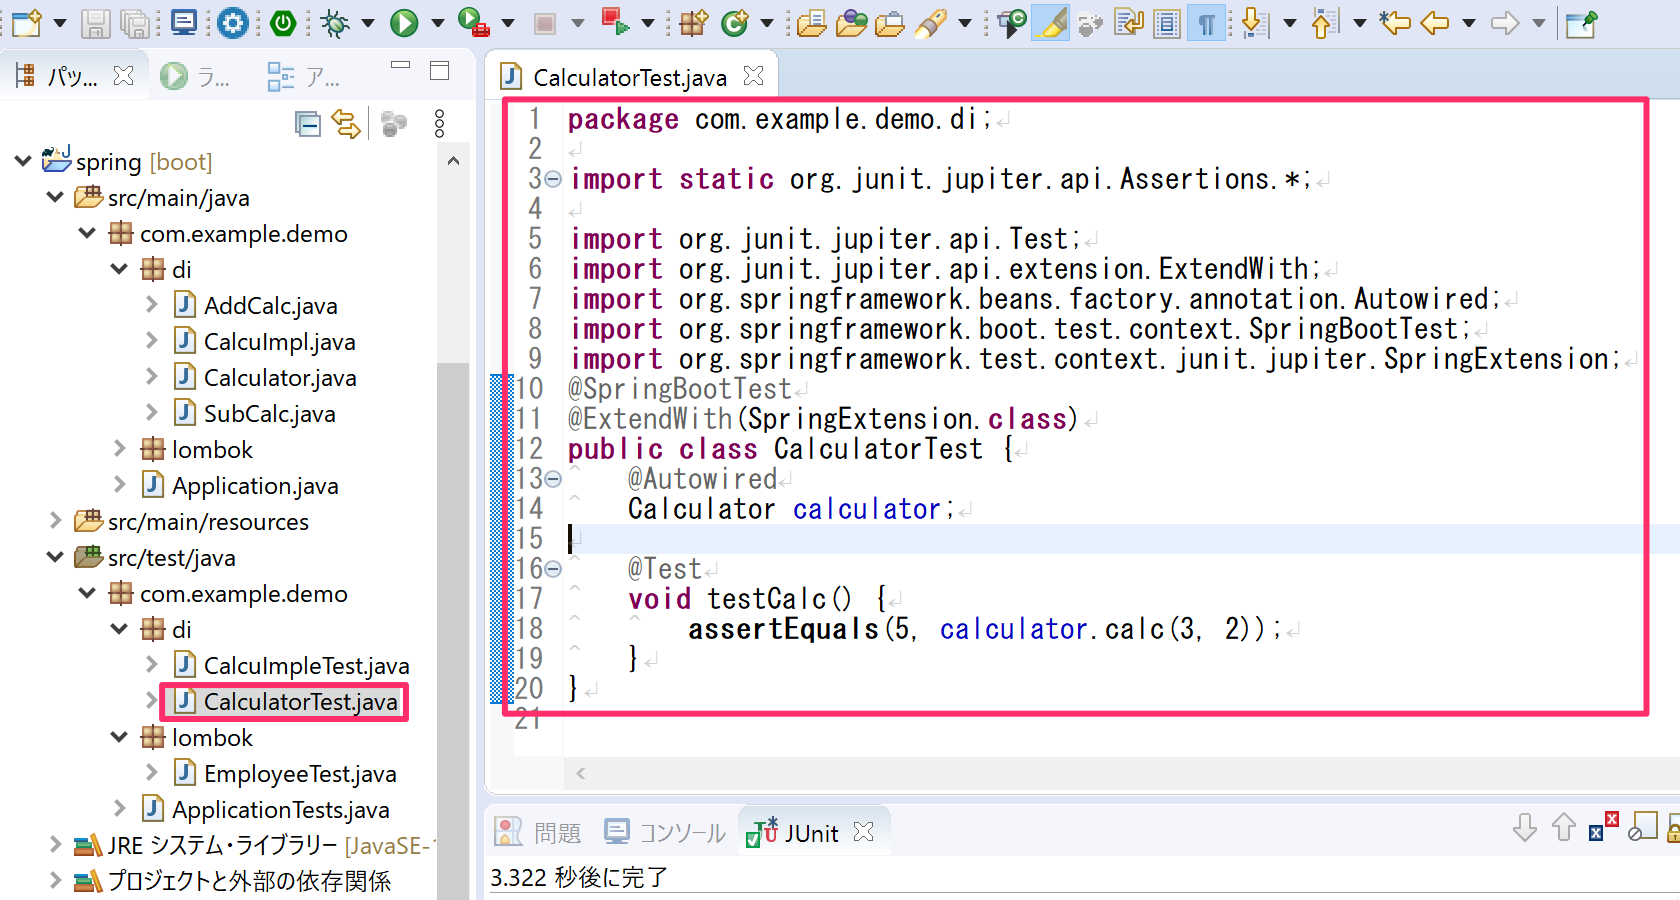 パッ...
ラ...
ア...
spring [boot]
src/main/java
com.example.demo
di
AddCalc.java
CalcuImpl.java
Calculator.java
SubCalc.java
lombok
Application.java
src/main/resources
src/test/java
com.example.demo
di
CalcuImpleTest.java
CalculatorTest.java
lombok
EmployeeTest.java
ApplicationTests.java
JRE システム・ライブラリー [JavaSE-1
プロジェクトと外部の依存関係
CalculatorTest.java
1 package com.example.demo.di;
2
3 import static org.junit.jupiter.api.Assertions.*;
4
5 import org.junit.jupiter.api.Test;
6 import org.junit.jupiter.api.extension.ExtendWith;
7 import org.springframework.beans.factory.annotation.Autowired;
8 import org.springframework.boot.test.context.SpringBootTest;
9 import org.springframework.test.context.junit.jupiter.SpringExtension;
10 @SpringBootTest
11 @ExtendWith(SpringExtension.class)
12 public class CalculatorTest {
13 @Autowired
14 Calculator calculator;
15
16 @Test
17 void testCalc() {
18 assertEquals(5, calculator.calc(3, 2));
19 }
20 }
21
問題
コンソール
JUnit
3.322 秒後に完了